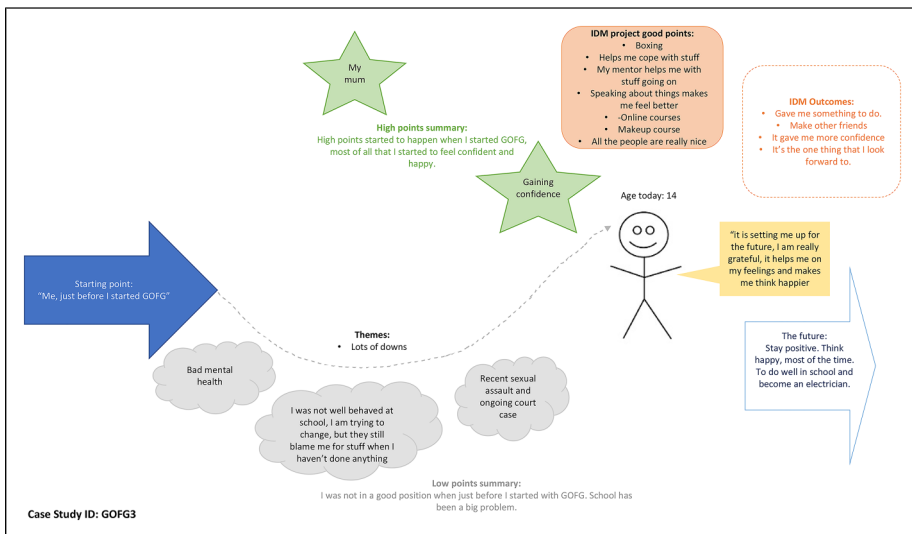 My
mum
High points summary:
High points started to happen when I started GOFG,
most of all that I started to feel confident and
happy.
Gaining
confidence
IDM project good points:
• Boxing
• Helps me cope with stuff
• My mentor helps me with
stuff going on
• Speaking about things makes
me feel better
• -Online courses
• Makeup course
• All the people are really nice
IDM Outcomes:
• Gave me something to do.
• Make other friends
• It gave me more confidence
• It’s the one thing that I look
forward to.
Age today: 14
“it is setting me up for
the future, I am really
grateful, it helps me on
my feelings and makes
me think happier
Starting point:
“Me, just before I started GOFG”
Themes:
• Lots of downs
Bad mental
health
I was not well behaved at
school, I am trying to
change, but they still
blame me for stuff when I
haven’t done anything
Recent sexual
assault and
ongoing court
case
The future:
Stay positive. Think
happy, most of the time.
To do well in school and
become an electrician.
Low points summary:
I was not in a good position when just before I started with GOFG. School has
been a big problem.
Case Study ID: GOFG3